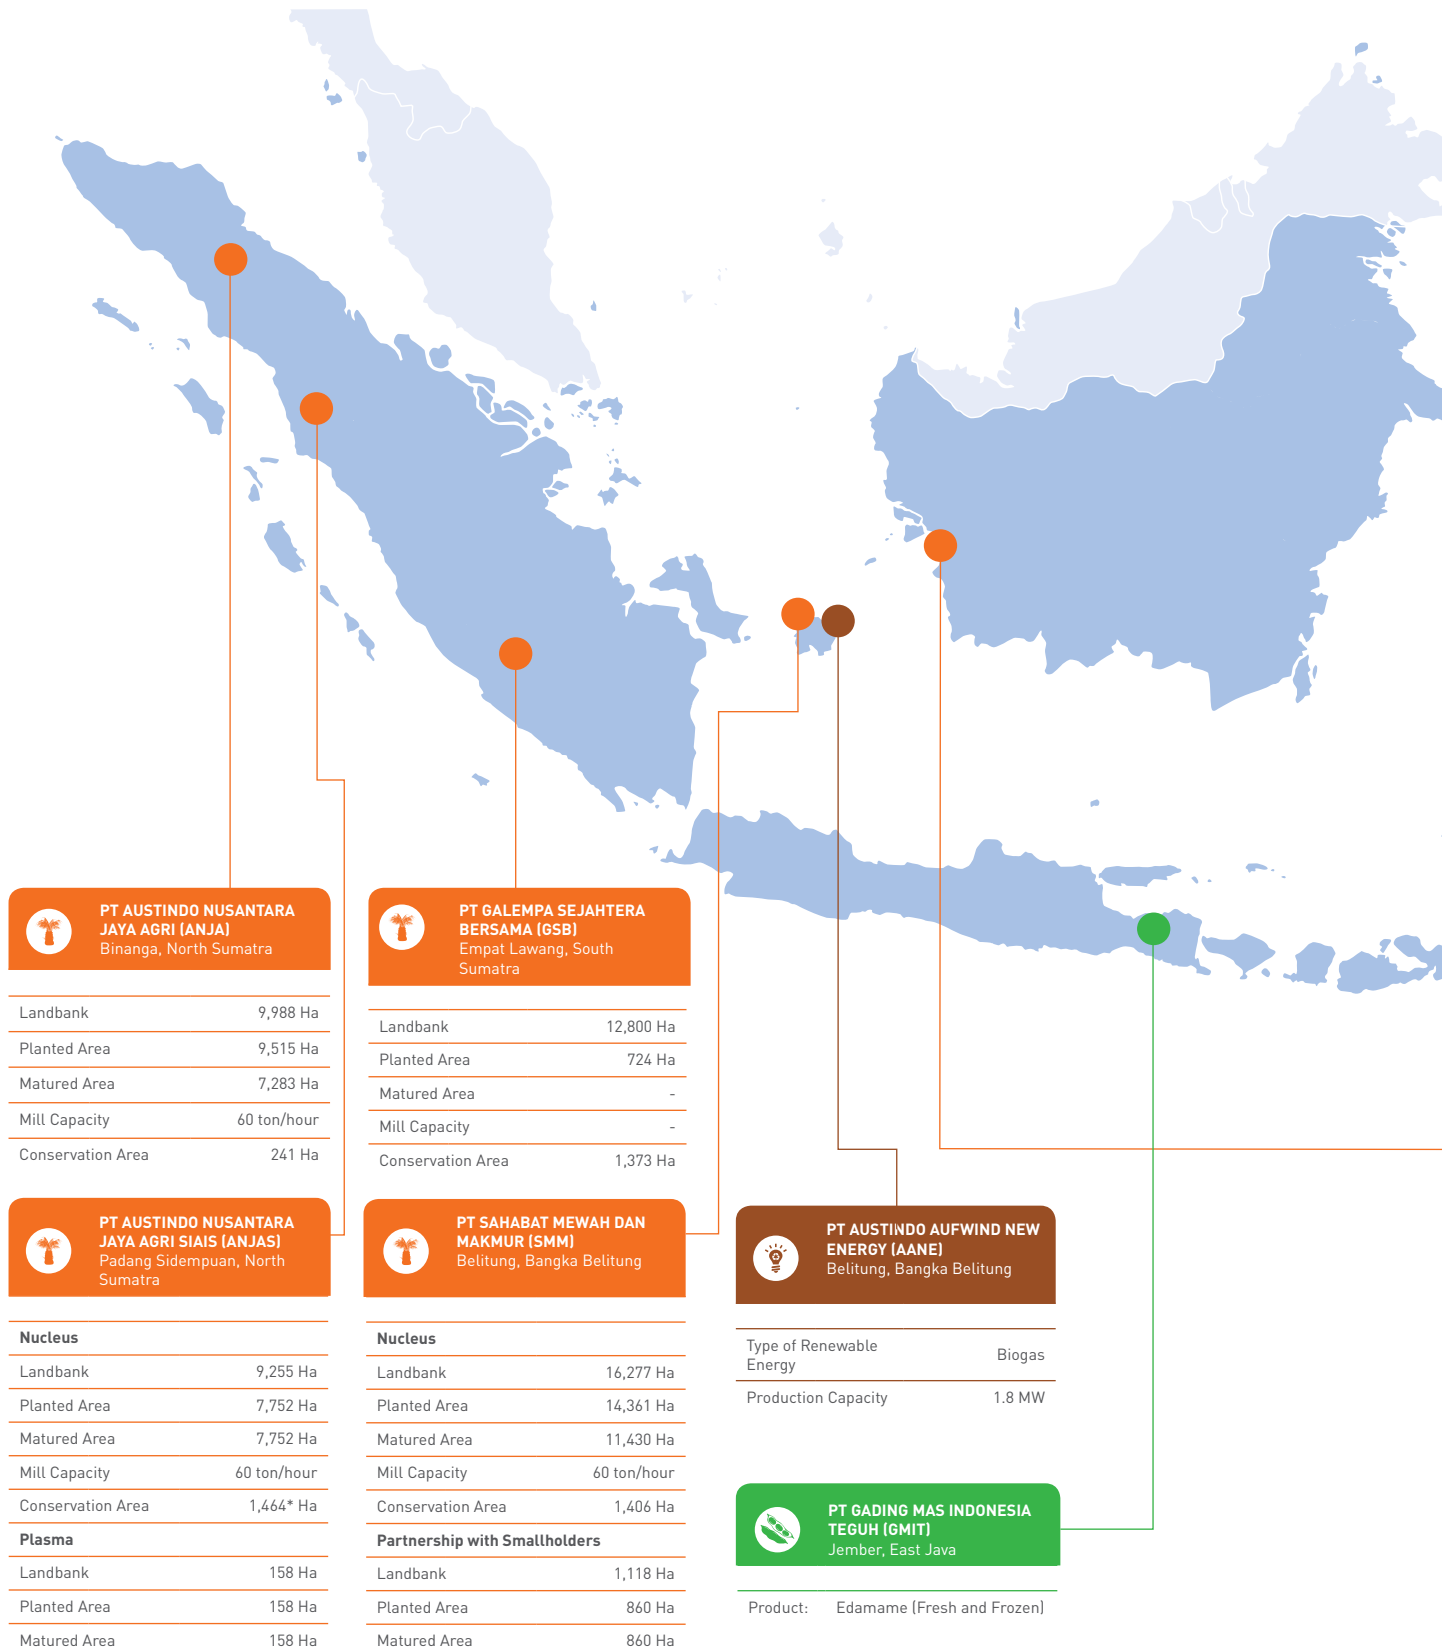 PT AUSTINDO NUSANTARA
JAYA AGRI (ANJA)
Binanga, North Sumatra
Landbank 9,988 Ha
Planted Area 9,515 Ha
Matured Area 7,283 Ha
Mill Capacity 60 ton/hour
Conservation Area 241 Ha
PT GALEMPA SEJAHTERA
BERSAMA (GSB)
Empat Lawang, South
Sumatra
Landbank 12,800 Ha
Planted Area 724 Ha
Matured Area -
Mill Capacity -
Conservation Area 1,373 Ha
PT AUSTINDO NUSANTARA
JAYA AGRI SIAIS (ANJAS)
Padang Sidempuan, North
Sumatra
Nucleus
Landbank 9,255 Ha
Planted Area 7,752 Ha
Matured Area 7,752 Ha
Mill Capacity 60 ton/hour
Conservation Area 1,464* Ha
Plasma
Landbank 158 Ha
Planted Area 158 Ha
Matured Area 158 Ha
PT SAHABAT MEWAH DAN
MAKMUR (SMM)
Belitung, Bangka Belitung
Nucleus
Landbank 16,277 Ha
Planted Area 14,361 Ha
Matured Area 11,430 Ha
Mill Capacity 60 ton/hour
Conservation Area 1,406 Ha
Partnership with Smallholders
Landbank 1,118 Ha
Planted Area 860 Ha
Matured Area 860 Ha
PT AUSTINDO AUFWIND NEW
ENERGY (AANE)
Belitung, Bangka Belitung
Type of Renewable
Energy Biogas
Production Capacity 1.8 MW
PT GADING MAS INDONESIA
TEGUH (GMIT)
Jember, East Java
Product: Edamame (Fresh and Frozen)